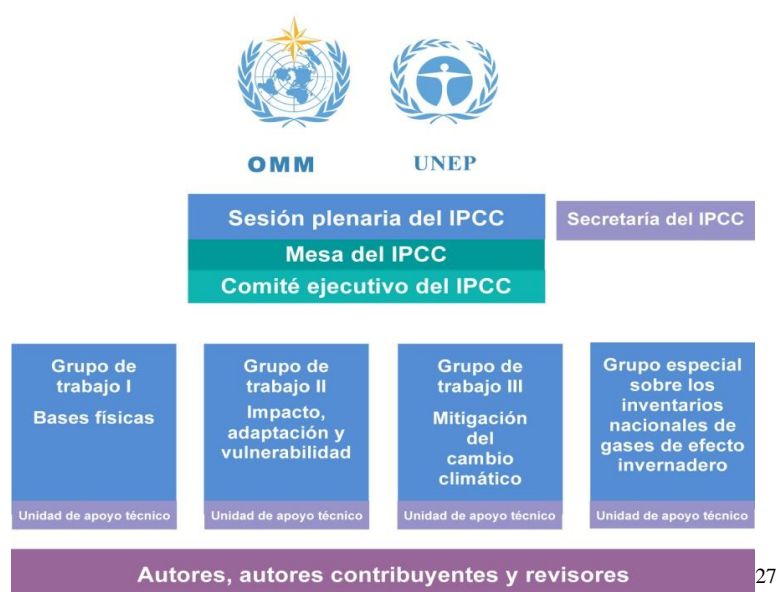 OMM
UNEP
Sesión plenaria del IPCC
Secretaría del IPCC
Mesa del IPCC
Comité ejecutivo del IPCC
Grupo de
trabajo I
Bases físicas
Unidad de apoyo técnico
Grupo de
trabajo II
Impacto,
adaptación y
vulnerabilidad
Unidad de apoyo técnico
Grupo de
trabajo III
Mitigación
del
cambio
climático
Unidad de apoyo técnico
Grupo especial
sobre los
inventarios
nacionales de
gases de efecto
invernadero
Unidad de apoyo técnico
Autores, autores contribuyentes y revisores
27